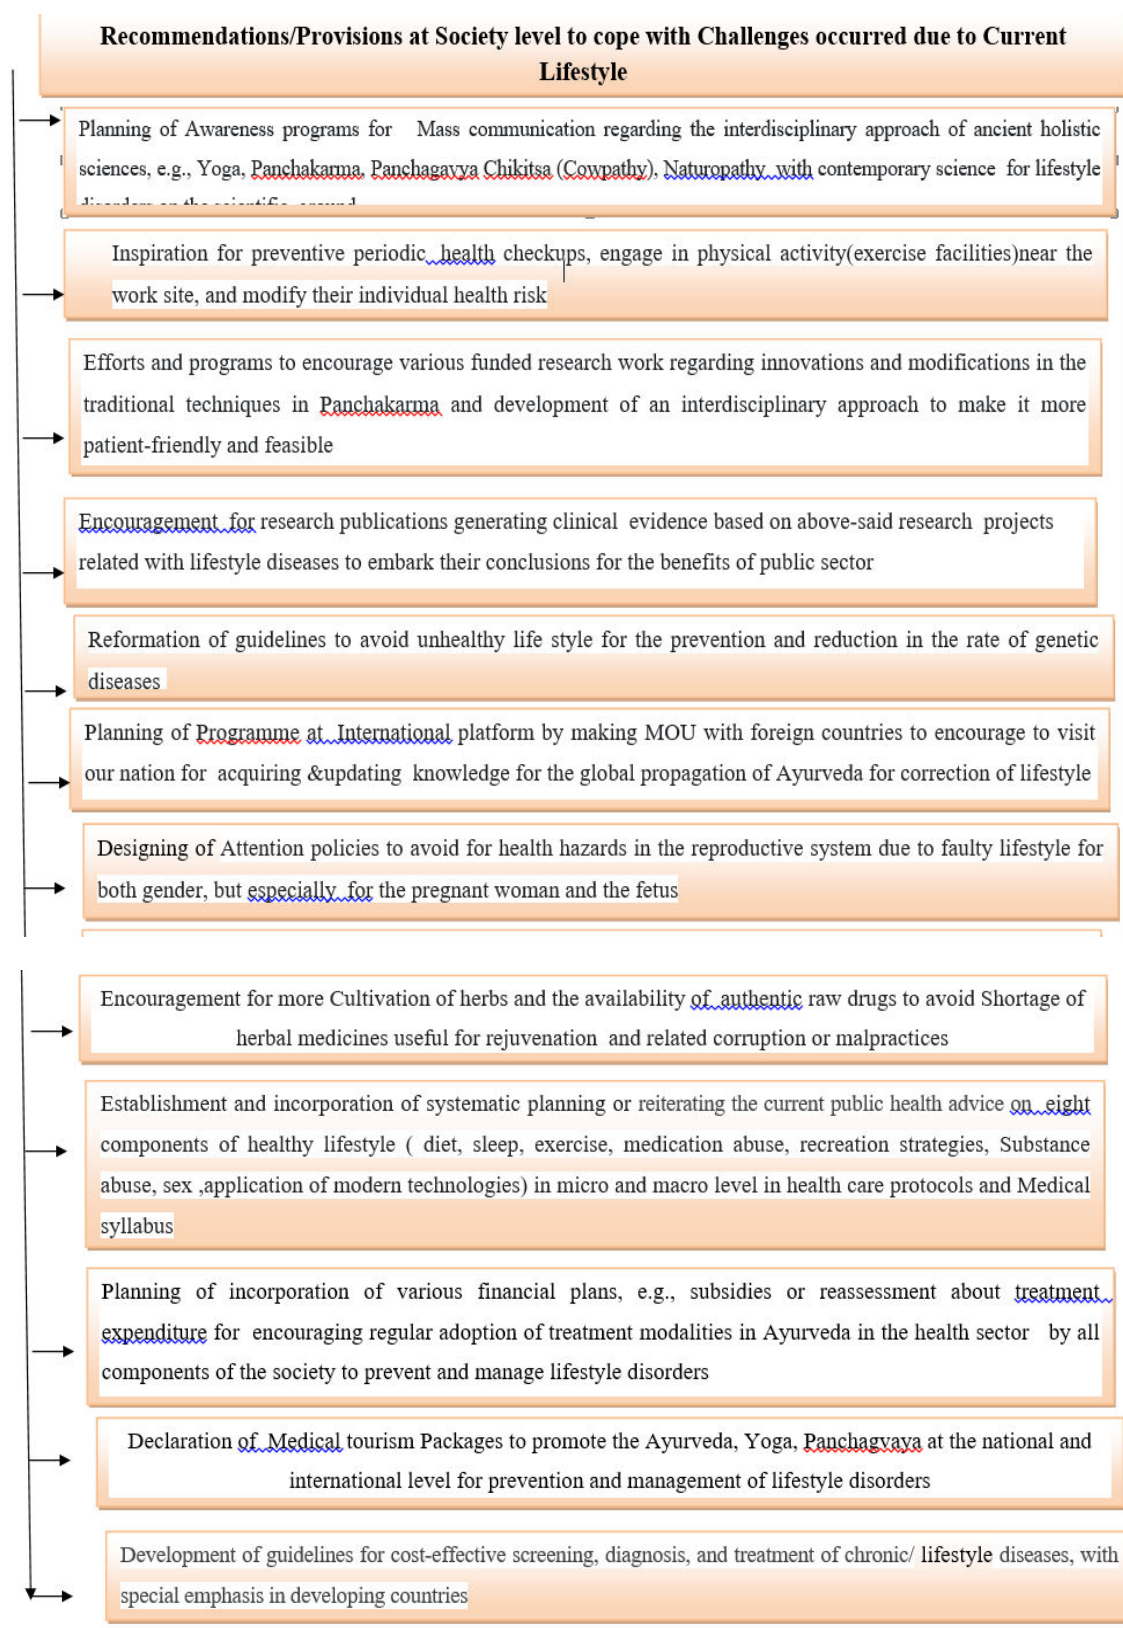 Recommendations/Provisions at Society level to cope with Challenges occurred due to Current
Lifestyle
Planning of Awareness programs for Mass communication regarding the interdisciplinary approach of ancient holistic
sciences, e.g., Yoga, Panchakarma, Panchagavya Chikitsa (Cowpathy), Naturopathy with contemporary science for lifestyle
disorders on the scientific ground
Inspiration for preventive periodic health checkups, engage in physical activity(exercise facilities)near the
work site, and modify their individual health risk
Efforts and programs to encourage various funded research work regarding innovations and modifications in the
traditional techniques in Panchakarma and development of an interdisciplinary approach to make it more
patient-friendly and feasible
Encouragement for research publications generating clinical evidence based on above-said research projects
related with lifestyle diseases to embark their conclusions for the benefits of public sector
Reformation of guidelines to avoid unhealthy life style for the prevention and reduction in the rate of genetic
diseases
Planning of Programme at International platform by making MOU with foreign countries to encourage to visit
our nation for acquiring &updating knowledge for the global propagation of Ayurveda for correction of lifestyle
Designing of Attention policies to avoid for health hazards in the reproductive system due to faulty lifestyle for
both gender, but especially for the pregnant woman and the fetus
Encouragement for more Cultivation of herbs and the availability of authentic raw drugs to avoid Shortage of
herbal medicines useful for rejuvenation and related corruption or malpractices
Establishment and incorporation of systematic planning or reiterating the current public health advice on eight
components of healthy lifestyle ( diet, sleep, exercise, medication abuse, recreation strategies, Substance
abuse, sex ,application of modern technologies) in micro and macro level in health care protocols and Medical
syllabus
Planning of incorporation of various financial plans, e.g., subsidies or reassessment about treatment
expenditure for encouraging regular adoption of treatment modalities in Ayurveda in the health sector by all
components of the society to prevent and manage lifestyle disorders
Declaration of Medical tourism Packages to promote the Ayurveda, Yoga, Panchagvaya at the national and
international level for prevention and management of lifestyle disorders
Development of guidelines for cost-effective screening, diagnosis, and treatment of chronic/ lifestyle diseases, with
special emphasis in developing countries